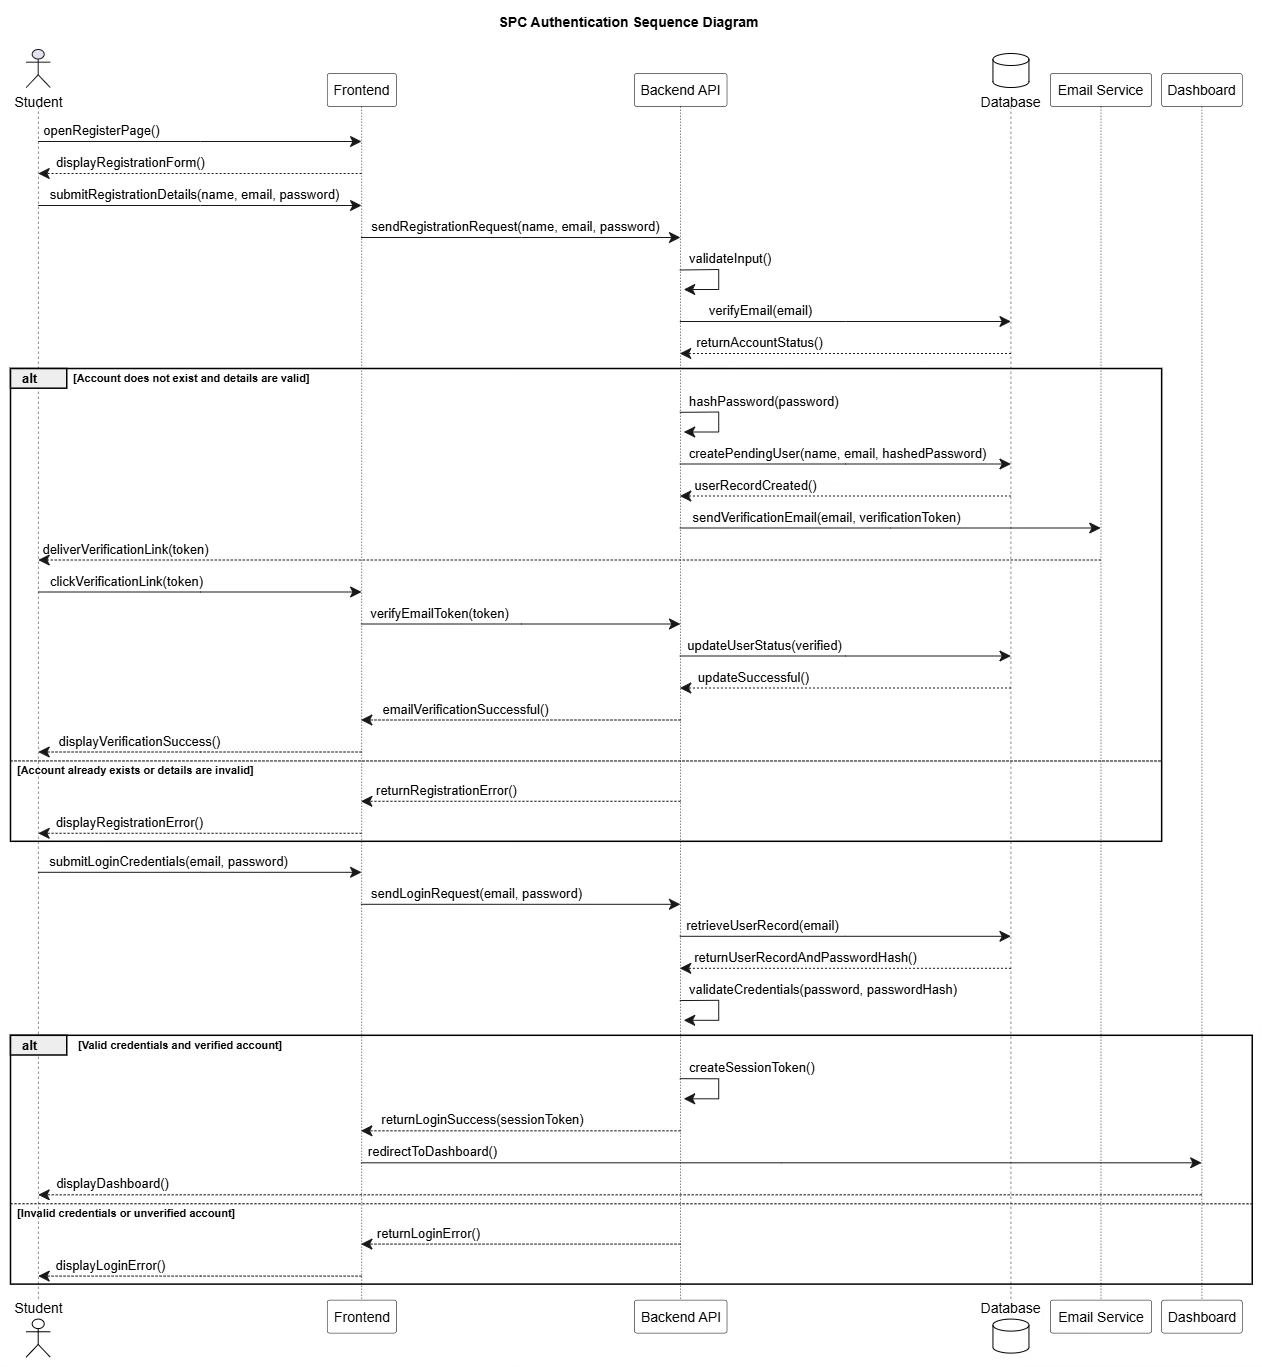 SPC Authentication Sequence Diagram
Student
Frontend
Backend API
Database
Email Service
Dashboard
openRegisterPage()
displayRegistrationForm()
submitRegistrationDetails(name, email, password)
sendRegistrationRequest(name, email, password)
validateInput()
verifyEmail(email)
returnAccountStatus()
alt
[Account does not exist and details are valid]
hashPassword(password)
createPendingUser(name, email, hashedPassword)
userRecordCreated()
sendVerificationEmail(email, verificationToken)
deliverVerificationLink(token)
clickVerificationLink(token)
verifyEmailToken(token)
updateUserStatus(verified)
updateSuccessful()
emailVerificationSuccessful()
displayVerificationSuccess()
[Account already exists or details are invalid]
returnRegistrationError()
displayRegistrationError()
submitLoginCredentials(email, password)
sendLoginRequest(email, password)
retrieveUserRecord(email)
returnUserRecordAndPasswordHash()
validateCredentials(password, passwordHash)
alt
[Valid credentials and verified account]
createSessionToken()
returnLoginSuccess(sessionToken)
redirectToDashboard()
displayDashboard()
[Invalid credentials or unverified account]
returnLoginError()
displayLoginError()
Student
Frontend
Backend API
Database
Email Service
Dashboard